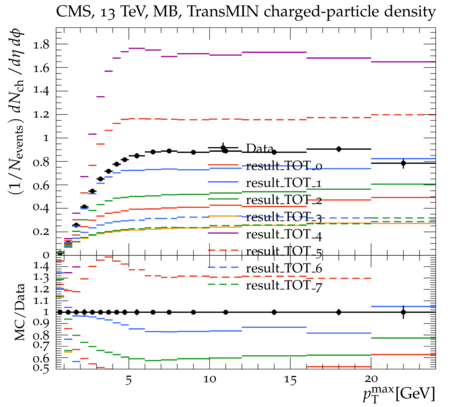 CMS, 13 TeV, MB, TransMIN charged-particle density
(1/N_events) dN_ch/dη dϕ
1.8
1.6
1.4
1.2
1
0.8
0.6
0.4
0.2
0
Data
result_TOT_0
result_TOT_1
result_TOT_2
result_TOT_3
result_TOT_4
result_TOT_5
result_TOT_6
result_TOT_7
MC/Data
1.4
1.3
1.2
1.1
1
0.9
0.8
0.7
0.6
0.5
5 10 15 20
p_T^max[GeV]